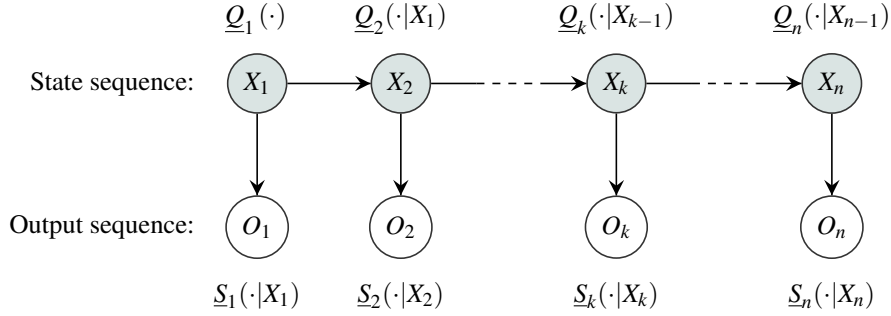 Q̲₁(·) Q̲₂(·|X₁) Q̲ₖ(·|Xₖ₋₁) Q̲ₙ(·|Xₙ₋₁)
State sequence: X₁ X₂ Xₖ Xₙ
Output sequence: O₁ O₂ Oₖ Oₙ
S̲₁(·|X₁) S̲₂(·|X₂) S̲ₖ(·|Xₖ) S̲ₙ(·|Xₙ)